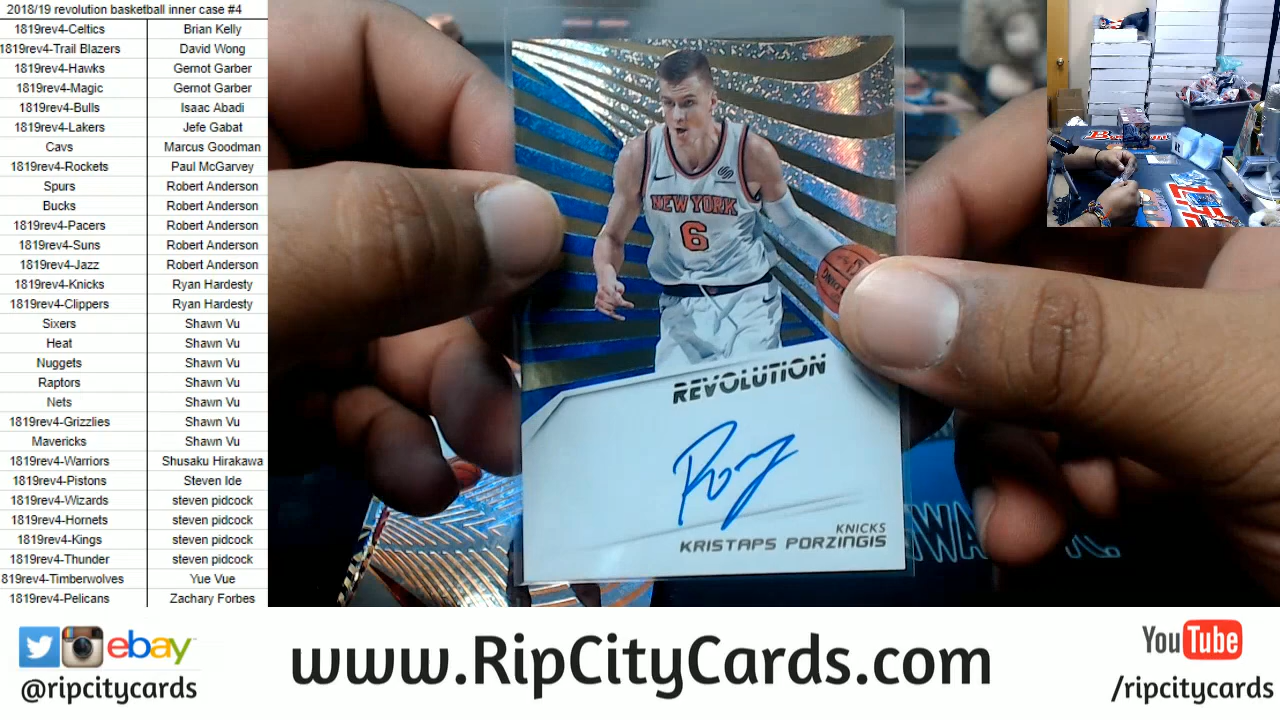 2018/19 revolution basketball inner case #4
1819rev4-Celtics Brian Kelly
1819rev4-Trail Blazers David Wong
1819rev4-Hawks Gernot Garber
1819rev4-Magic Gernot Garber
1819rev4-Bulls Isaac Abadi
1819rev4-Lakers Jefe Gabat
Cavs Marcus Goodman
1819rev4-Rockets Paul McGarvey
Spurs Robert Anderson
Bucks Robert Anderson
1819rev4-Pacers Robert Anderson
1819rev4-Suns Robert Anderson
1819rev4-Jazz Robert Anderson
1819rev4-Knicks Ryan Hardesty
1819rev4-Clippers Ryan Hardesty
Sixers Shawn Vu
Heat Shawn Vu
Nuggets Shawn Vu
Raptors Shawn Vu
Nets Shawn Vu
1819rev4-Grizzlies Shawn Vu
Mavericks Shawn Vu
1819rev4-Warriors Shusaku Hirakawa
1819rev4-Pistons Steven Ide
1819rev4-Wizards steven pidcock
1819rev4-Hornets steven pidcock
1819rev4-Kings steven pidcock
1819rev4-Thunder steven pidcock
819rev4-Timberwolves Yue Vue
1819rev4-Pelicans Zachary Forbes
NEW YORK
6
REVOLUTION
KNICKS
KRISTAPS PORZINGIS
ebay
@ripcitycards
www.RipCityCards.com
YouTube
/ripcitycards